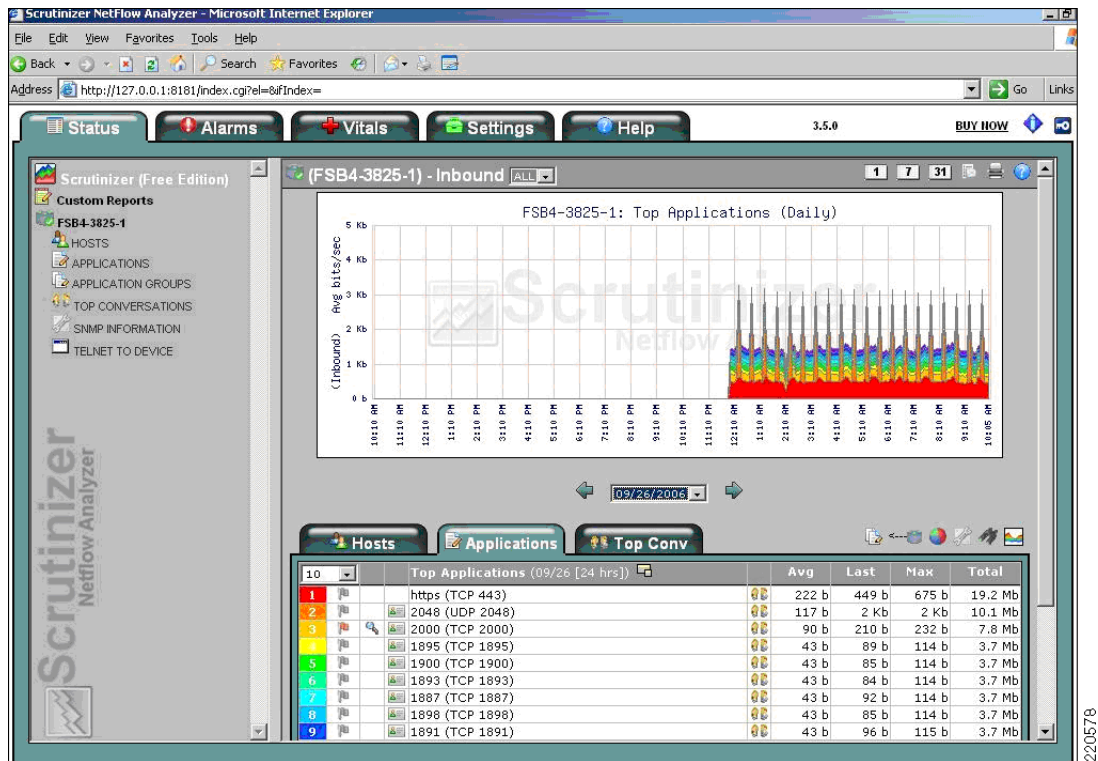 Scrutinizer NetFlow Analyzer - Microsoft Internet Explorer
File Edit View Favorites Tools Help
Back Search Favorites
Address http://127.0.0.1:8181/index.cgi?el=&ifIndex= Go Links
Status Alarms Vitals Settings Help 3.5.0 BUY NOW
Scrutinizer (Free Edition)
Custom Reports
FSB4-3825-1
HOSTS
APPLICATIONS
APPLICATION GROUPS
TOP CONVERSATIONS
SNMP INFORMATION
TELNET TO DEVICE
Scrutinizer
Netflow Analyzer
(FSB4-3825-1) - Inbound ALL 1 7 31
FSB4-3825-1: Top Applications (Daily)
(Inbound) Avg bits/sec
5 Kb
4 Kb
3 Kb
2 Kb
1 Kb
0 b
Scrutinizer
Netflow
10:10 AM 11:10 AM 12:10 PM 1:10 PM 2:10 PM 3:10 PM 4:10 PM 5:10 PM 6:10 PM 7:10 PM 8:10 PM 9:10 PM 10:10 PM 11:10 PM 12:10 AM 1:10 AM 2:10 AM 3:10 AM 4:10 AM 5:10 AM 6:10 AM 7:10 AM 8:10 AM 9:10 AM 10:05 AM
09/26/2006
Hosts Applications Top Conv
10 Top Applications (09/26 [24 hrs]) Avg Last Max Total
1 https (TCP 443) 222 b 449 b 675 b 19.2 Mb
2 2048 (UDP 2048) 117 b 2 Kb 2 Kb 10.1 Mb
3 2000 (TCP 2000) 90 b 210 b 232 b 7.8 Mb
4 1895 (TCP 1895) 43 b 89 b 114 b 3.7 Mb
5 1900 (TCP 1900) 43 b 85 b 114 b 3.7 Mb
6 1893 (TCP 1893) 43 b 84 b 114 b 3.7 Mb
7 1887 (TCP 1887) 43 b 92 b 114 b 3.7 Mb
8 1898 (TCP 1898) 43 b 85 b 114 b 3.7 Mb
9 1891 (TCP 1891) 43 b 96 b 115 b 3.7 Mb
220578